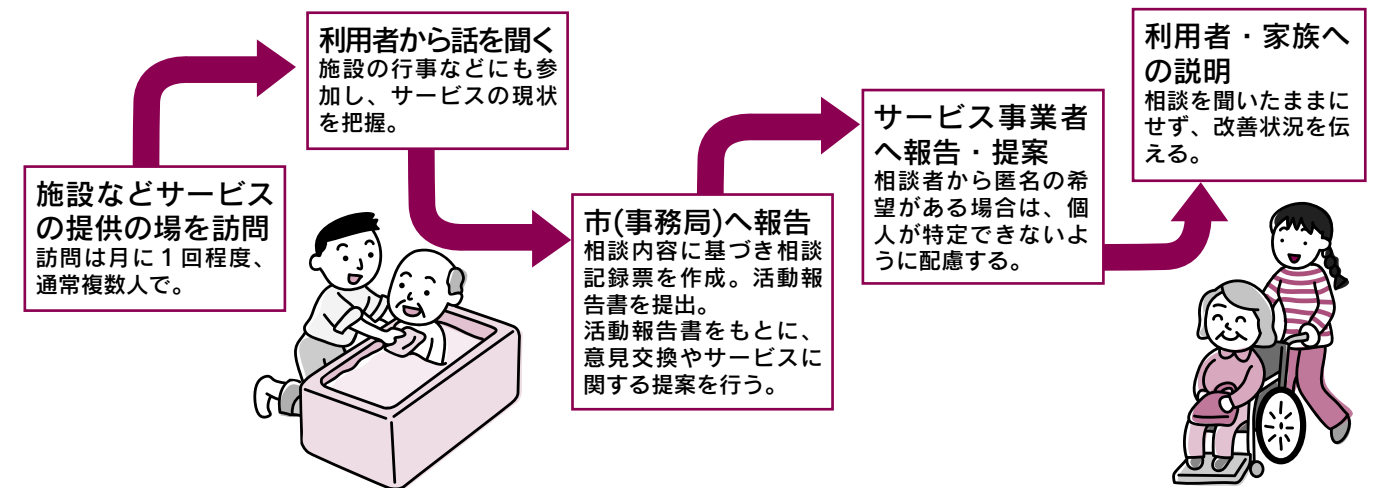 施設などサービス
の提供の場を訪問
訪問は月に１回程度、
通常複数人で。
利用者から話を聞く
施設の行事などにも参
加し、サービスの現状
を把握。
市(事務局)へ報告
相談内容に基づき相談
記録票を作成。活動報
告書を提出。
活動報告書をもとに、
意見交換やサービスに
関する提案を行う。
サービス事業者
へ報告・提案
相談者から匿名の希
望がある場合は、個
人が特定できないよ
うに配慮する。
利用者・家族へ
の説明
相談を聞いたままに
せず、改善状況を伝
える。